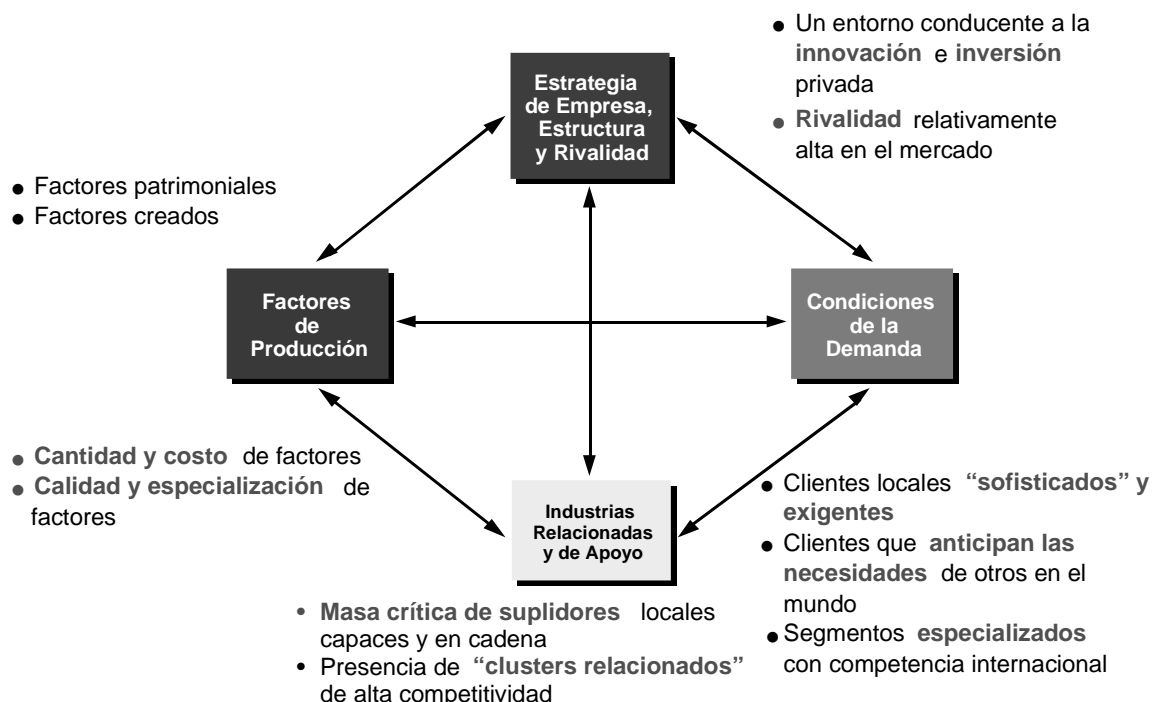 ● Un entorno conducente a la
innovación e inversión
privada
● Rivalidad relativamente
alta en el mercado
Estrategia
de Empresa,
Estructura
y Rivalidad
● Factores patrimoniales
● Factores creados
Factores
de
Producción
Condiciones
de la
Demanda
● Cantidad y costo de factores
● Calidad y especialización de
factores
Industrias
Relacionadas
y de Apoyo
● Clientes locales “sofisticados” y
exigentes
● Clientes que anticipan las
necesidades de otros en el
mundo
● Segmentos especializados
con competencia internacional
• Masa crítica de suplidores locales
capaces y en cadena
• Presencia de “clusters relacionados”
de alta competitividad